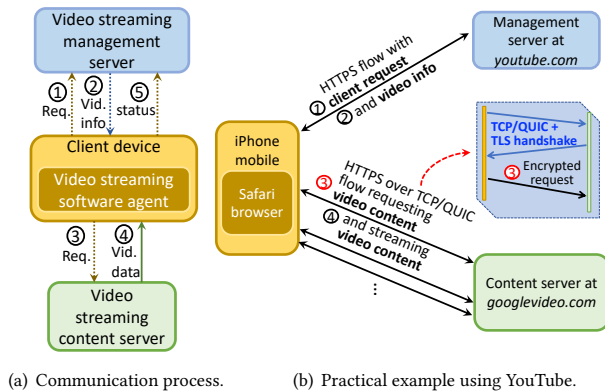 Video streaming
management
server
①
Req.
②
Vid.
info
⑤
status
Client device
Video streaming
software agent
③
Req.
④
Vid.
data
Video
streaming
content server
(a) Communication process.
HTTPS flow with
① client request
② and video info
Management
server at
youtube.com
iPhone
mobile
Safari
browser
TCP/QUIC +
TLS handshake
③ Encrypted
request
HTTPS over TCP/QUIC
③ flow requesting
video content
④ and streaming
video content
...
Content server at
googlevideo.com
(b) Practical example using YouTube.